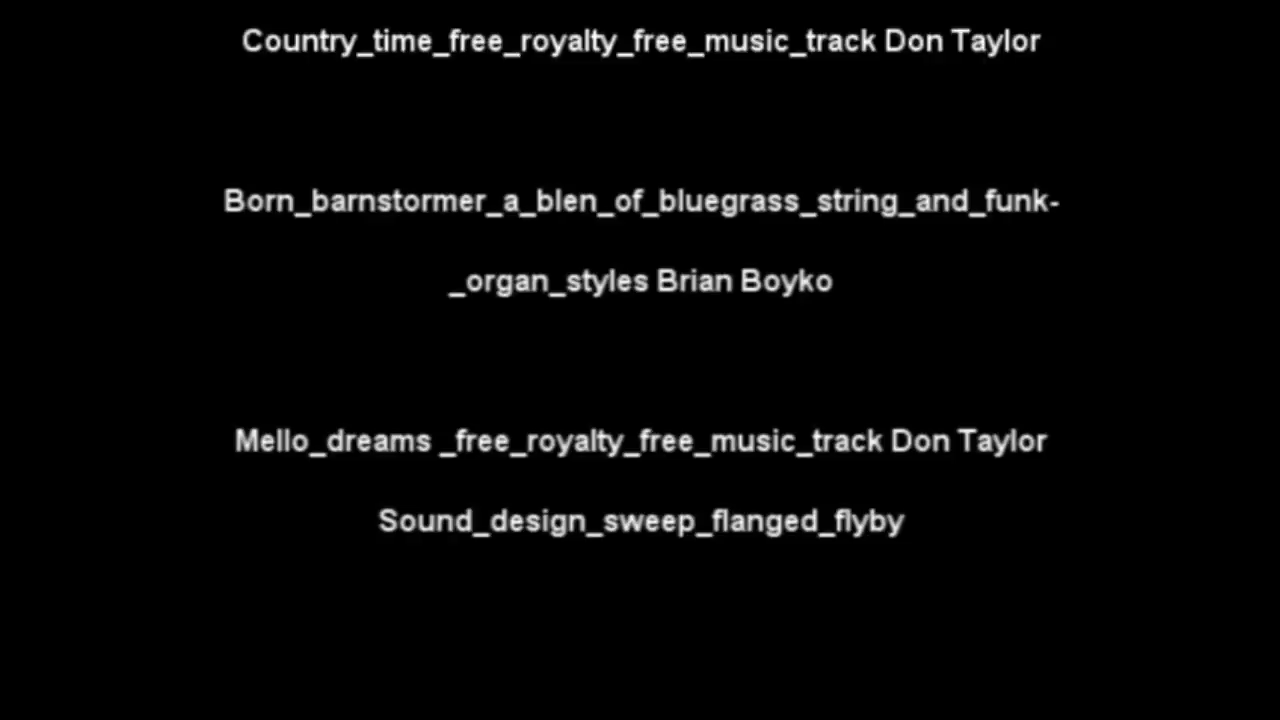 Country_time_free_royalty_free_music_track Don Taylor
Born_barnstormer_a_blen_of_bluegrass_string_and_funk-
_organ_styles Brian Boyko
Mello_dreams _free_royalty_free_music_track Don Taylor
Sound_design_sweep_flanged_flyby